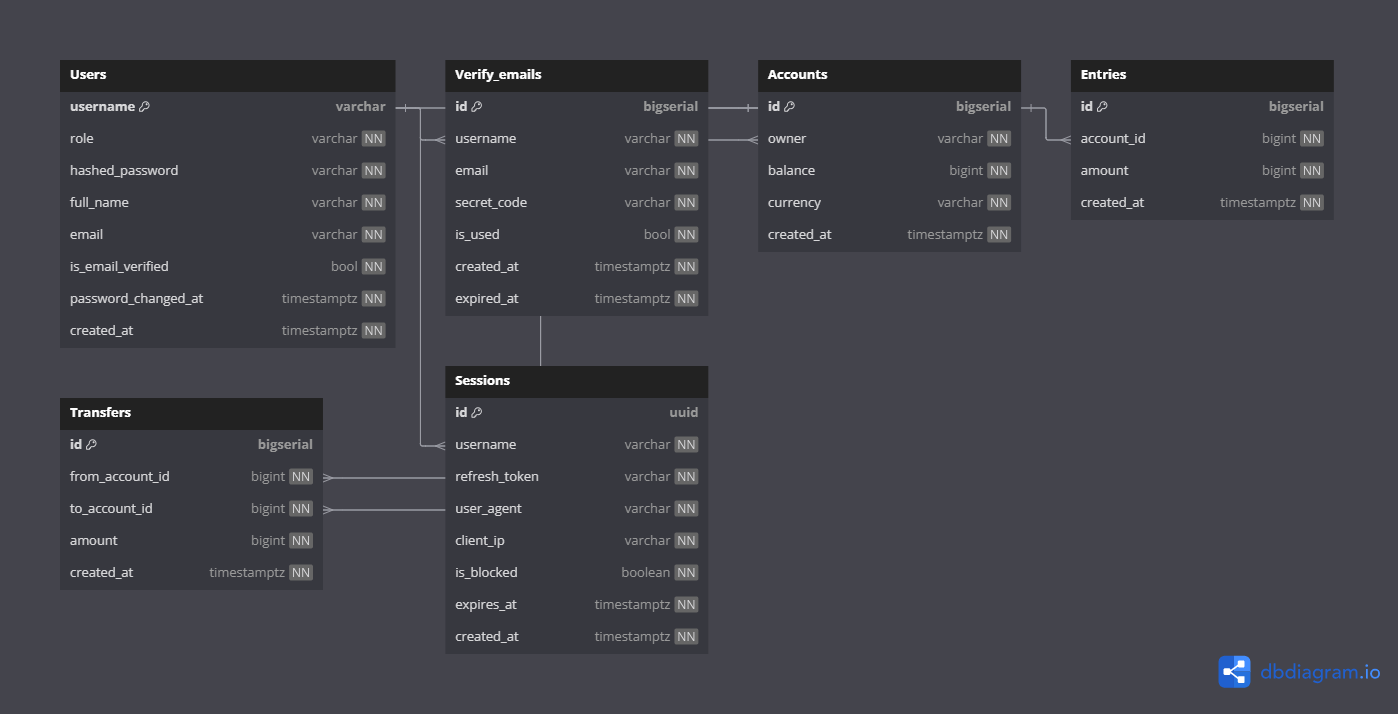 Users
username varchar
role varchar NN
hashed_password varchar NN
full_name varchar NN
email varchar NN
is_email_verified bool NN
password_changed_at timestamptz NN
created_at timestamptz NN
Verify_emails
id bigserial
username varchar NN
email varchar NN
secret_code varchar NN
is_used bool NN
created_at timestamptz NN
expired_at timestamptz NN
Accounts
id bigserial
owner varchar NN
balance bigint NN
currency varchar NN
created_at timestamptz NN
Entries
id bigserial
account_id bigint NN
amount bigint NN
created_at timestamptz NN
Transfers
id bigserial
from_account_id bigint NN
to_account_id bigint NN
amount bigint NN
created_at timestamptz NN
Sessions
id uuid
username varchar NN
refresh_token varchar NN
user_agent varchar NN
client_ip varchar NN
is_blocked boolean NN
expires_at timestamptz NN
created_at timestamptz NN
dbdiagram.io